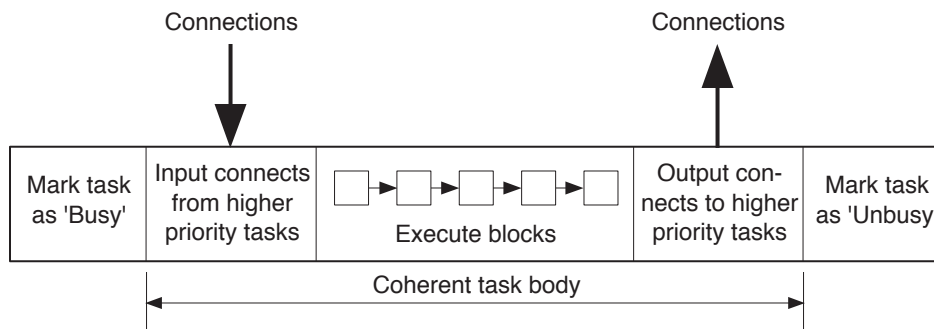 Connections
Connections
Mark task
as 'Busy'
Input connects
from higher
priority tasks
Execute blocks
Output con-
nects to higher
priority tasks
Mark task
as 'Unbusy'
Coherent task body